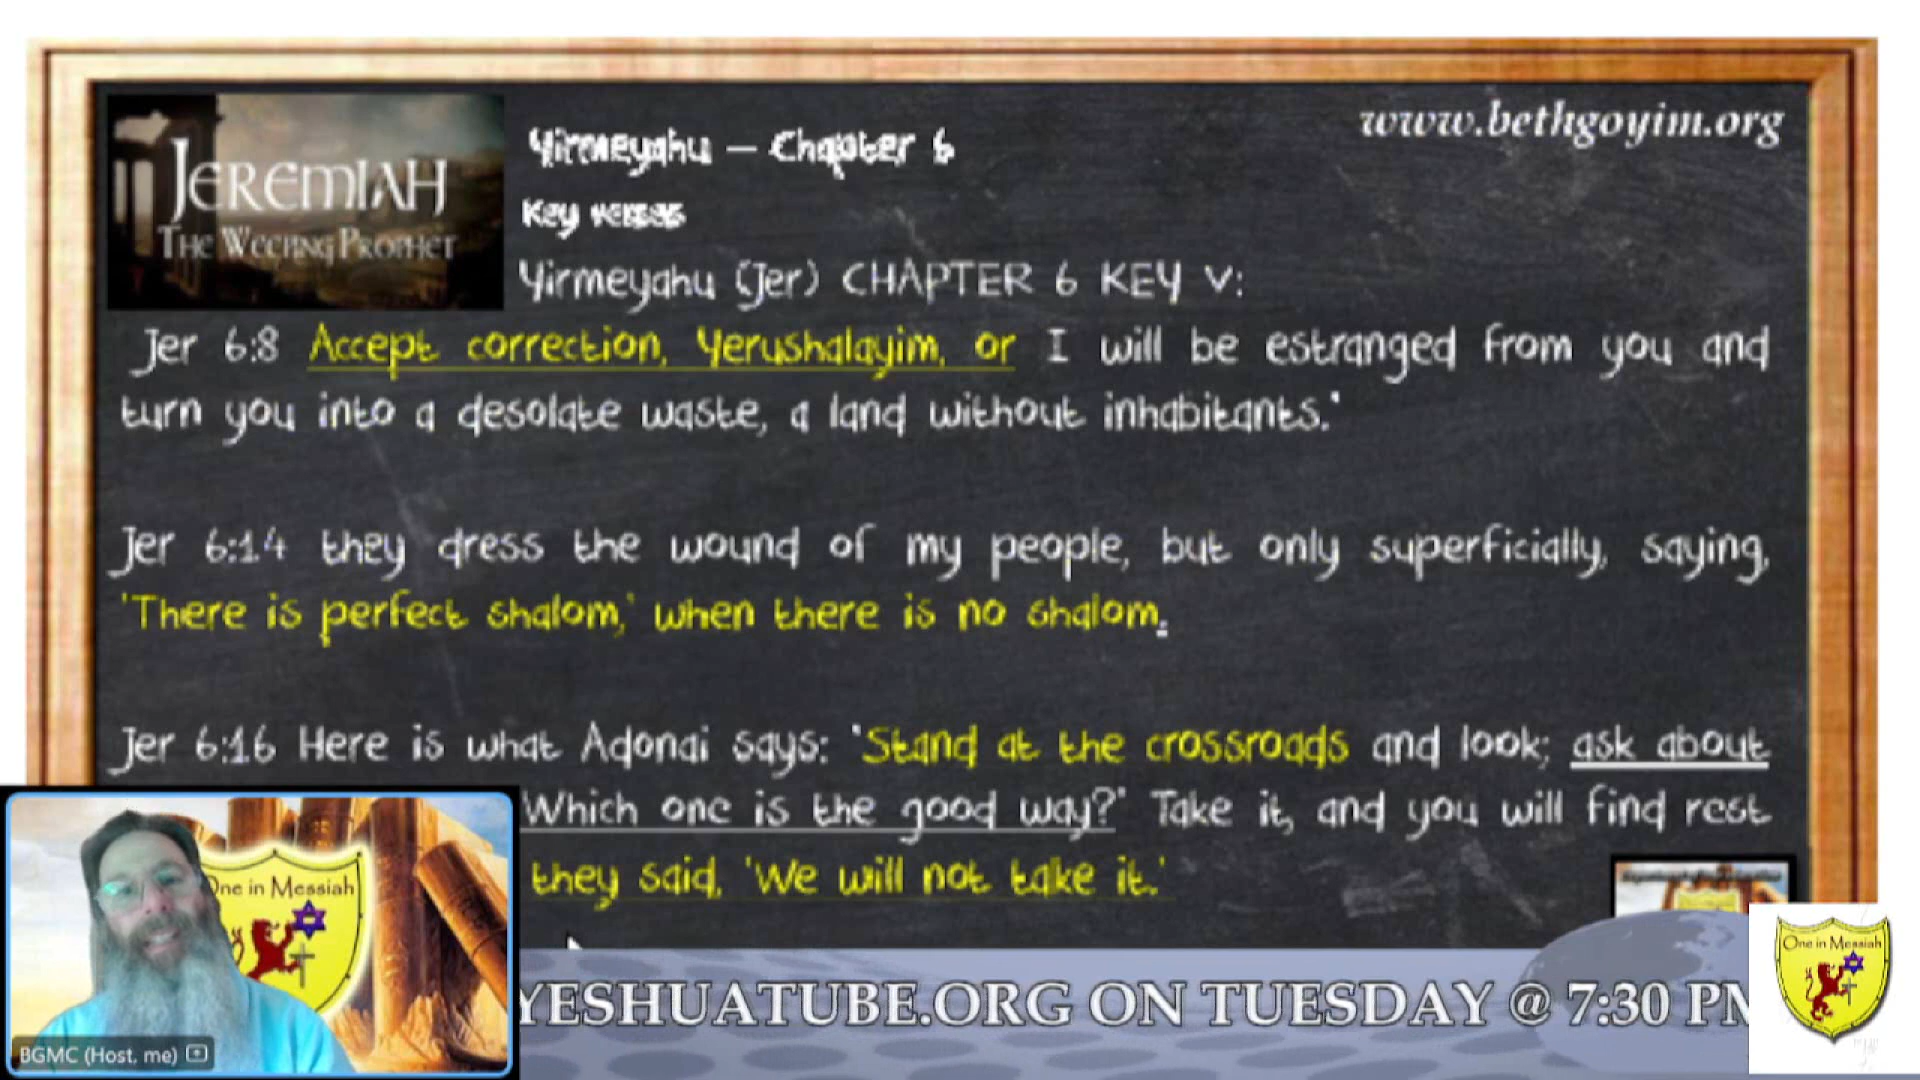 www.bethgoyim.org
JEREMIAH
THE WEEPING PROPHET
Yirmeyahu – Chapter 6
Key verses
Yirmeyahu (Jer) CHAPTER 6 KEY V:
Jer 6:8 Accept correction, Yerushalayim, or I will be estranged from you and
turn you into a desolate waste, a land without inhabitants.'
Jer 6:14 they dress the wound of my people, but only superficially, saying,
'There is perfect shalom,' when there is no shalom.
Jer 6:16 Here is what Adonai says: 'Stand at the crossroads and look; ask about
Which one is the good way?' Take it, and you will find rest
they said, 'We will not take it.'
One in Messiah
BGMC (Host, me)
YESHUATUBE.ORG ON TUESDAY @ 7:30 PM
One in Messiah